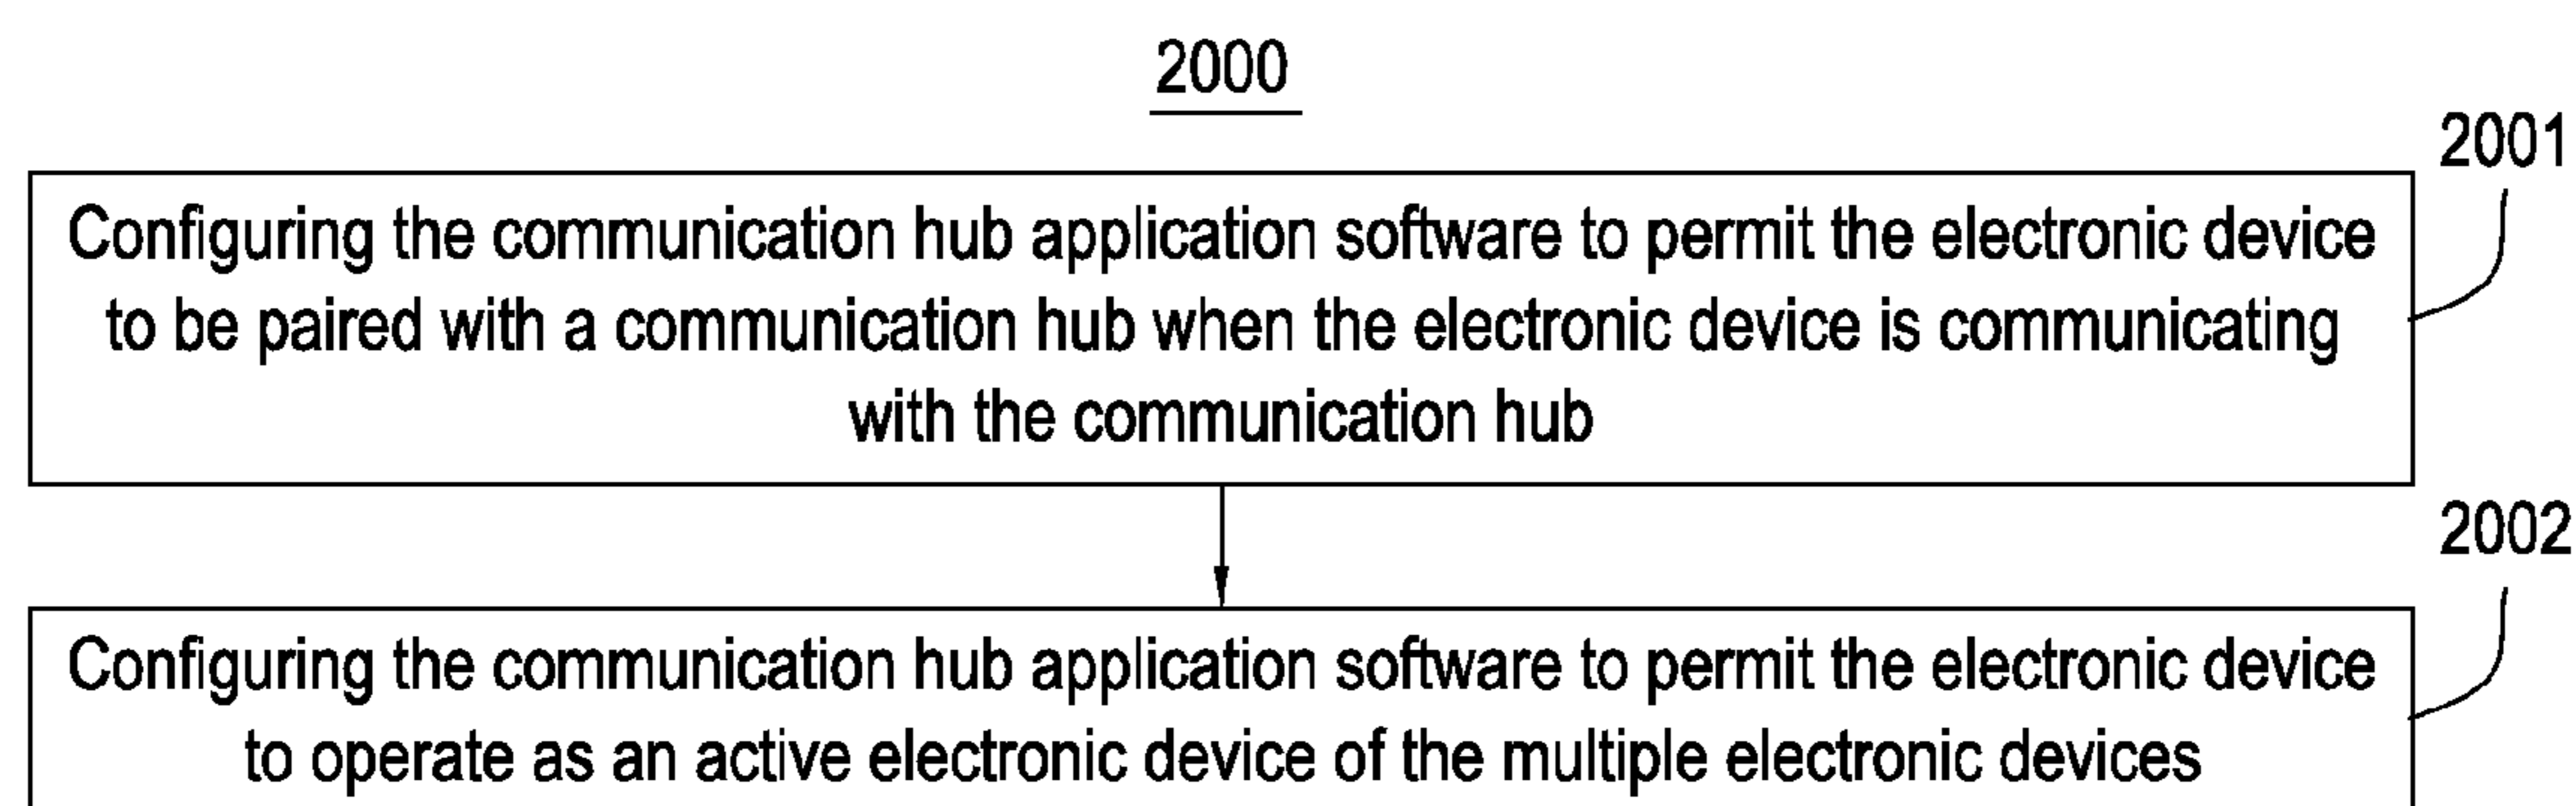 2000
2001
Configuring the communication hub application software to permit the electronic device
to be paired with a communication hub when the electronic device is communicating
with the communication hub
2002
Configuring the communication hub application software to permit the electronic device
to operate as an active electronic device of the multiple electronic devices